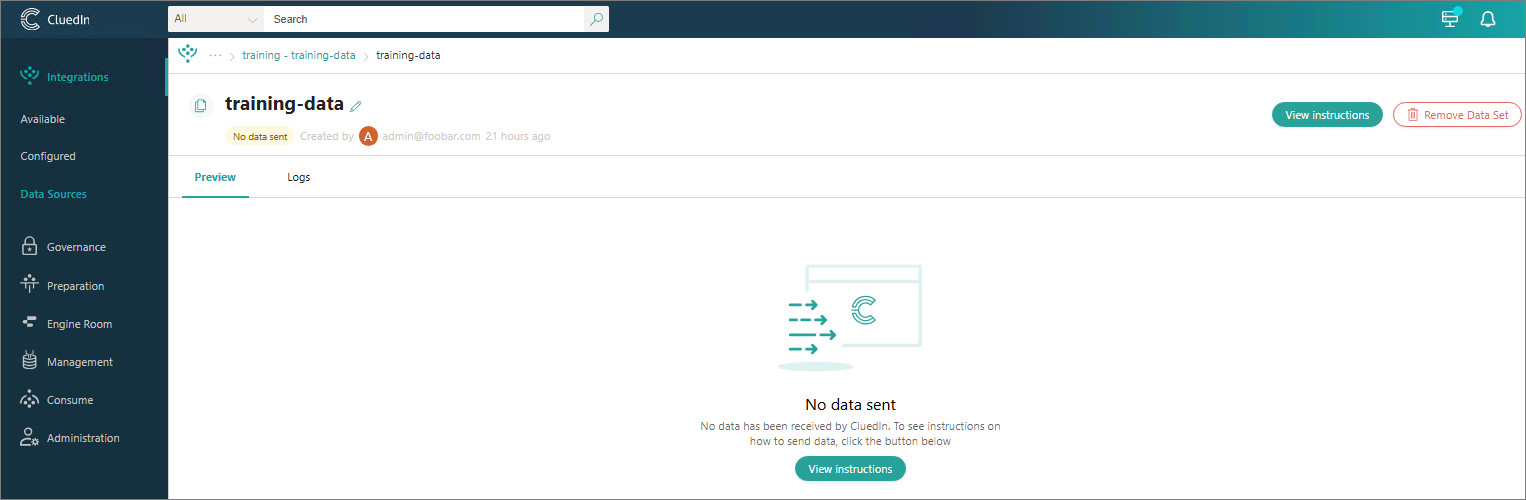 CluedIn
All
Search
Integrations
Available
Configured
Data Sources
Governance
Preparation
Engine Room
Management
Consume
Administration
... > training - training-data > training-data
training-data
No data sent Created by A admin@foobar.com 21 hours ago
View instructions
Remove Data Set
Preview
Logs
No data sent
No data has been received by CluedIn. To see instructions on
how to send data, click the button below
View instructions